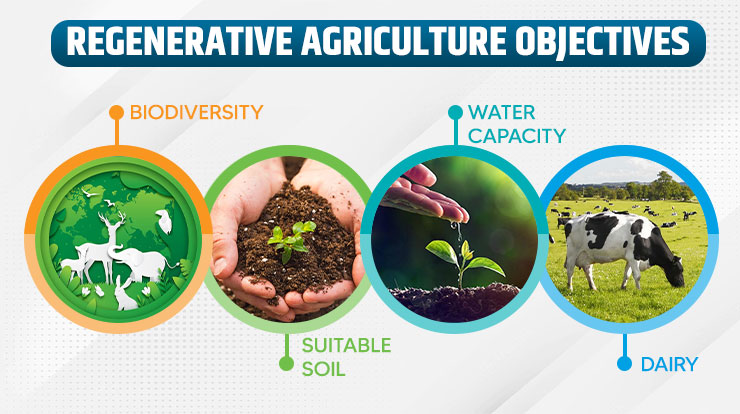 REGENERATIVE AGRICULTURE OBJECTIVES
BIODIVERSITY
WATER
CAPACITY
SUITABLE
SOIL
DAIRY